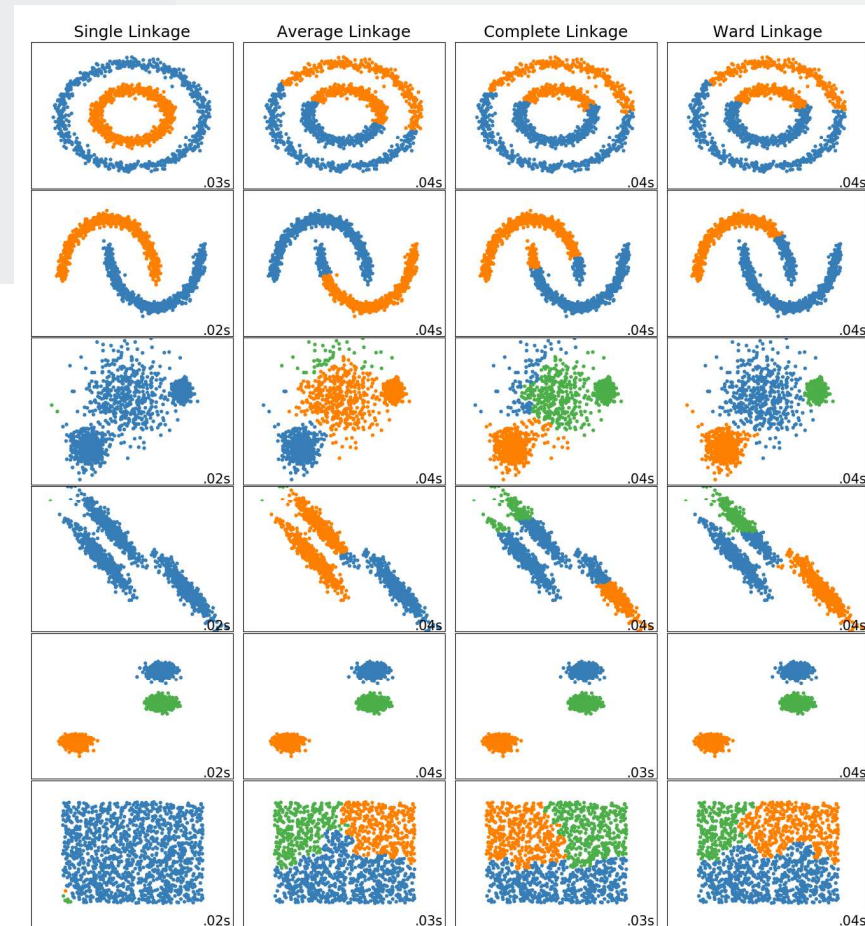 Single Linkage Average Linkage Complete Linkage Ward Linkage
.03s .04s .04s .04s
.02s .04s .04s .04s
.02s .04s .04s .04s
.02s .04s .04s .04s
.02s .04s .03s .04s
.02s .03s .03s .04s